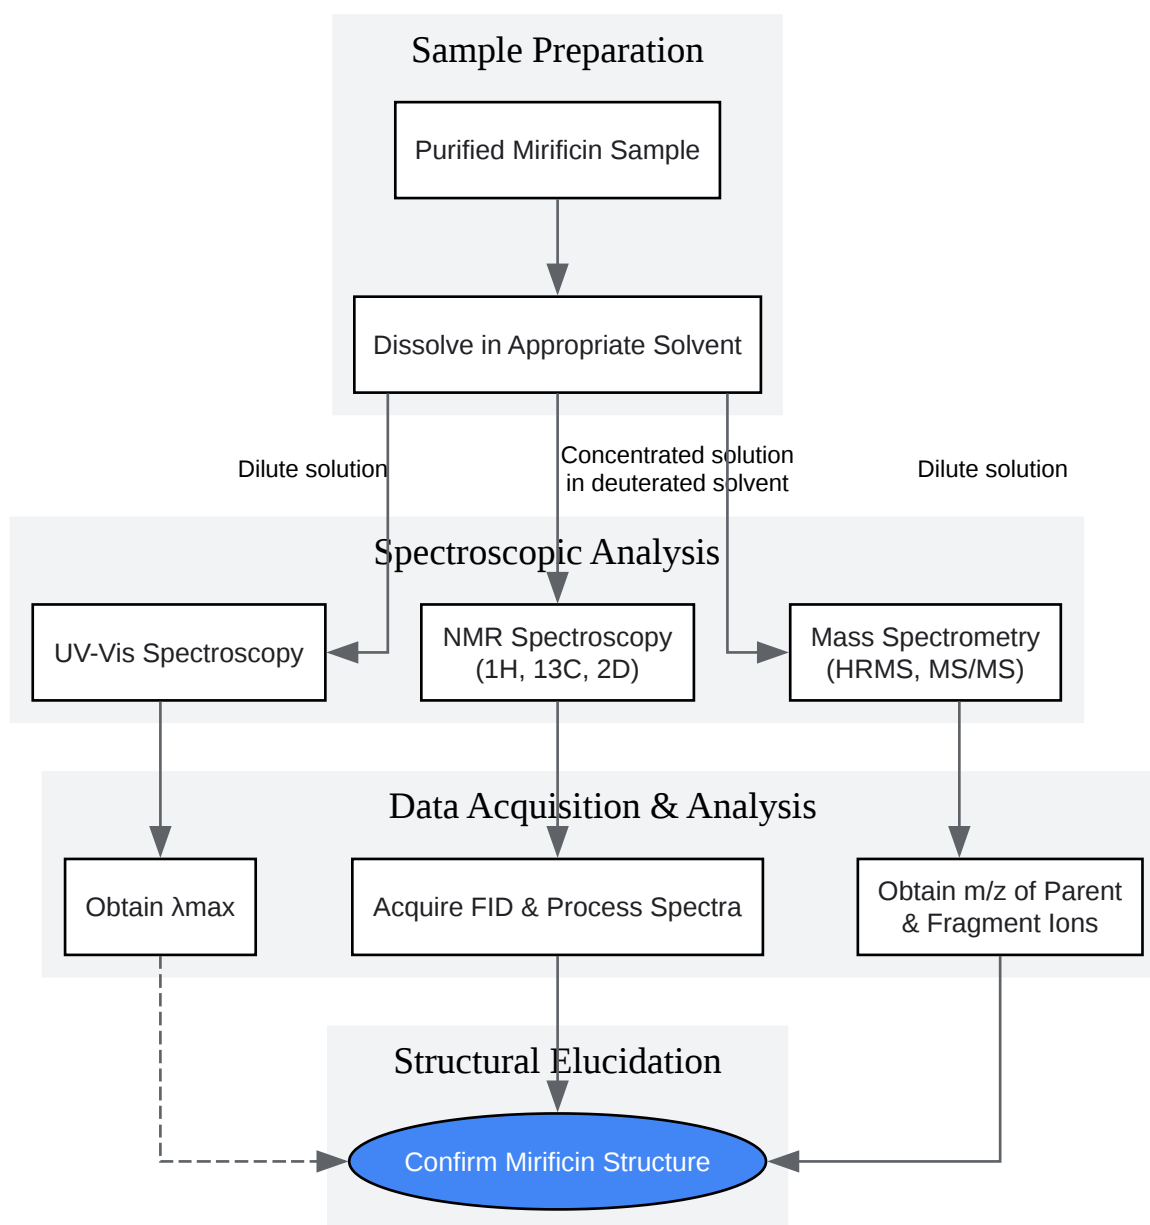 Sample Preparation
Purified Mirificin Sample
Dissolve in Appropriate Solvent
Dilute solution
Concentrated solution
in deuterated solvent
Dilute solution
Spectroscopic Analysis
UV-Vis Spectroscopy
NMR Spectroscopy
(1H, 13C, 2D)
Mass Spectrometry
(HRMS, MS/MS)
Data Acquisition & Analysis
Obtain λmax
Acquire FID & Process Spectra
Obtain m/z of Parent
& Fragment Ions
Structural Elucidation
Confirm Mirificin Structure